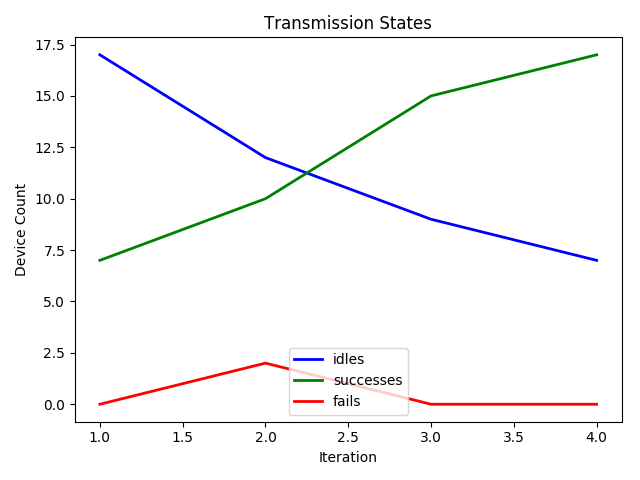 Transmission States
17.5
15.0
12.5
10.0
7.5
5.0
2.5
0.0
Device Count
idles
successes
fails
1.0 1.5 2.0 2.5 3.0 3.5 4.0
Iteration